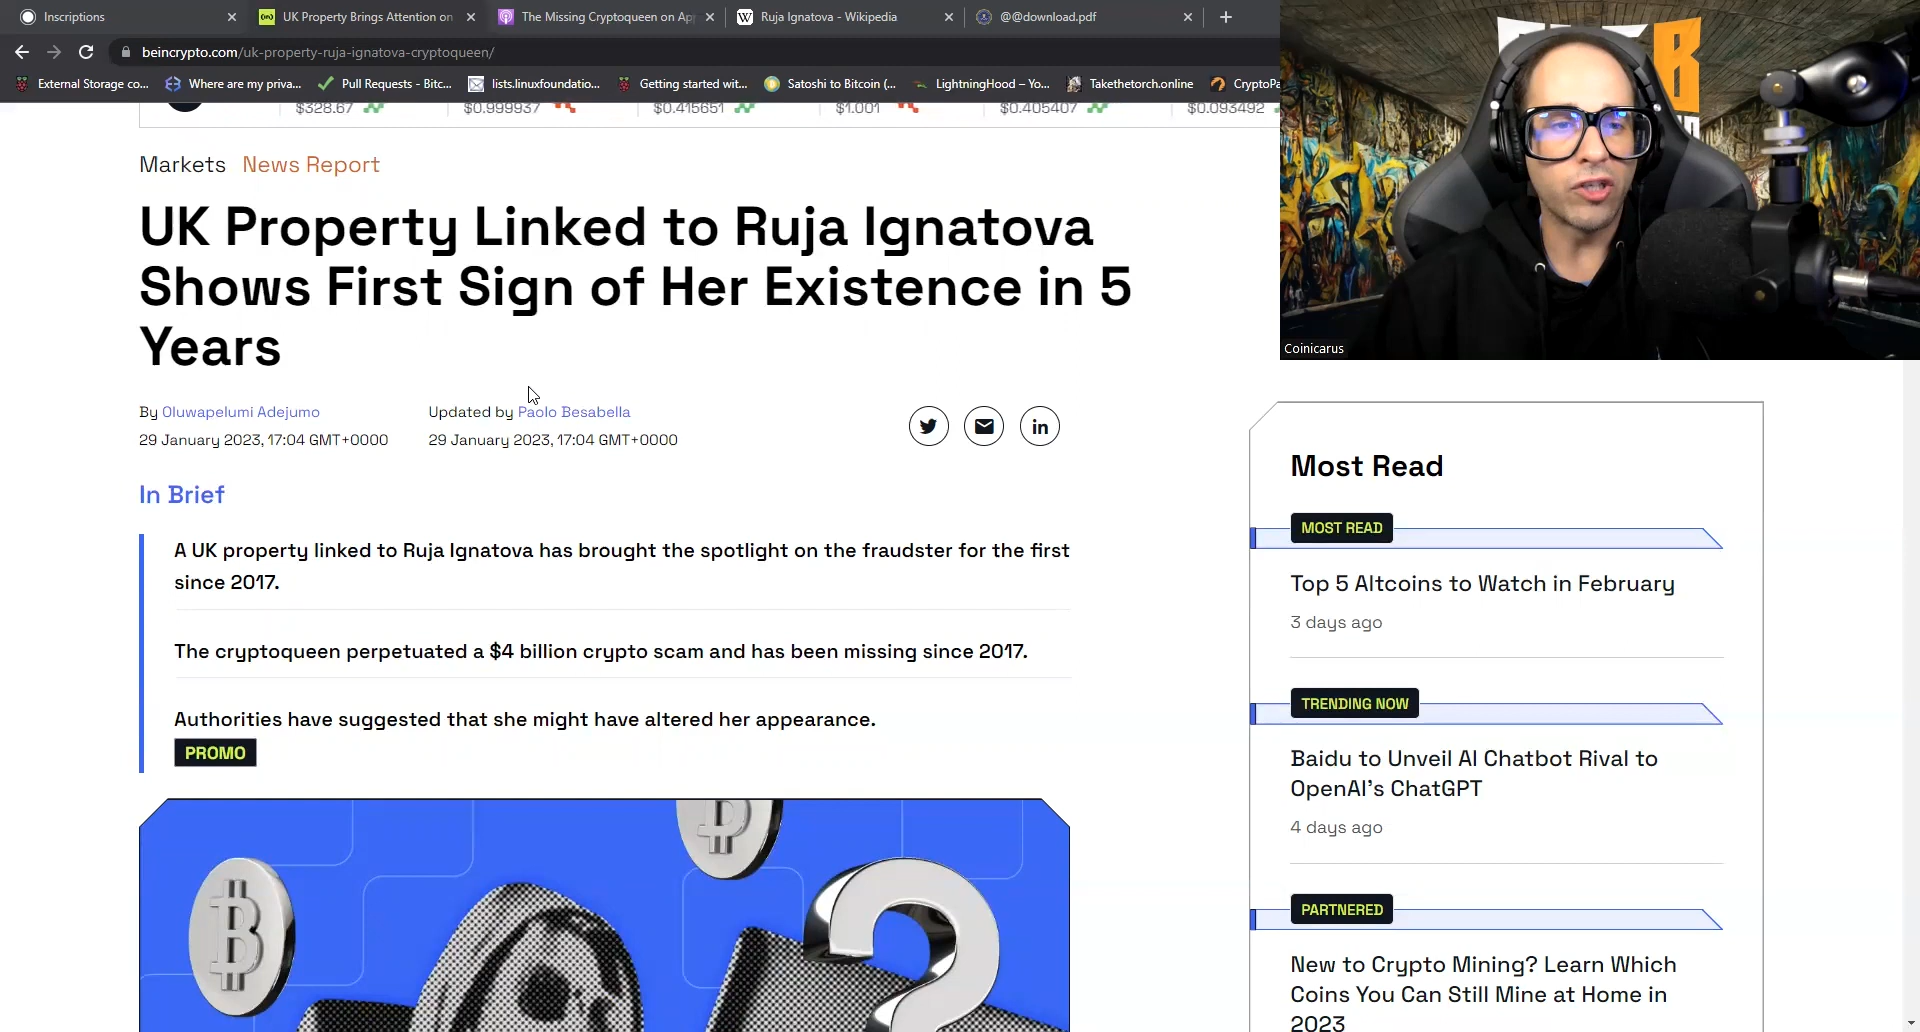 Inscriptions
UK Property Brings Attention on
The Missing Cryptoqueen on Ap
Ruja Ignatova - Wikipedia
@@download.pdf
beincrypto.com/uk-property-ruja-ignatova-cryptoqueen/
External Storage co...
Where are my priva...
Pull Requests - Bitc...
lists.linuxfoundatio...
Getting started wit...
Satoshi to Bitcoin (...
LightningHood – Yo...
Takethetorch.online
CryptoPa
$328.67
$0.999937
$0.415651
$1.001
$0.405407
$0.093492
Coinicarus
Markets News Report
UK Property Linked to Ruja Ignatova
Shows First Sign of Her Existence in 5
Years
By Oluwapelumi Adejumo
29 January 2023, 17:04 GMT+0000
Updated by Paolo Besabella
29 January 2023, 17:04 GMT+0000
In Brief
A UK property linked to Ruja Ignatova has brought the spotlight on the fraudster for the first
since 2017.
The cryptoqueen perpetuated a $4 billion crypto scam and has been missing since 2017.
Authorities have suggested that she might have altered her appearance.
PROMO
Most Read
MOST READ
Top 5 Altcoins to Watch in February
3 days ago
TRENDING NOW
Baidu to Unveil AI Chatbot Rival to
OpenAI's ChatGPT
4 days ago
PARTNERED
New to Crypto Mining? Learn Which
Coins You Can Still Mine at Home in
2023